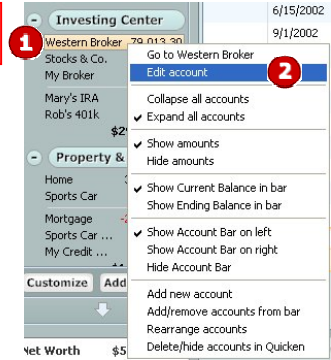 6/15/2002
Investing Center
9/1/2002
1
Western Broker 79,013.30
Go to Western Broker
Stocks & Co.
Edit account
2
My Broker
Collapse all accounts
Mary's IRA
Expand all accounts
Rob's 401k
Show amounts
Hide amounts
Property &
Home
Show Current Balance in bar
Sports Car
Show Ending Balance in bar
Mortgage
Show Account Bar on left
Sports Car ...
Show Account Bar on right
My Credit ...
Hide Account Bar
Customize
Add
Add new account
Add/remove accounts from bar
Rearrange accounts
Net Worth
Delete/hide accounts in Quicken